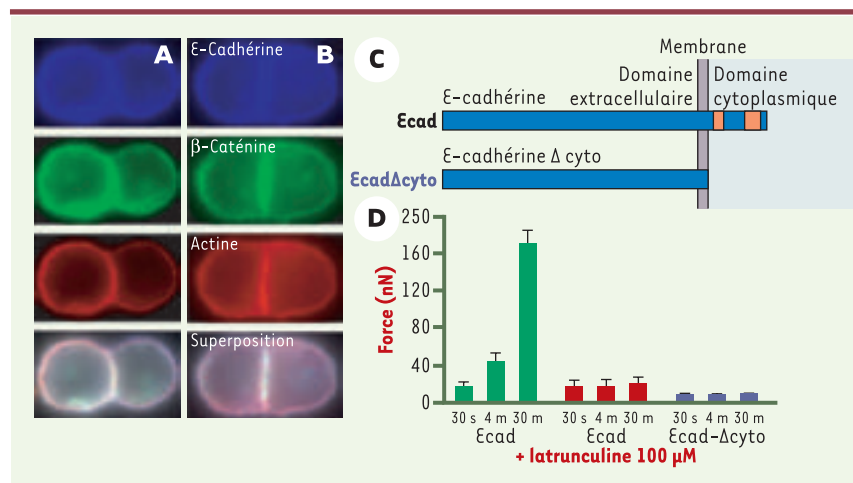 A
B
Ɛ-Cadhérine
β-Caténine
Actine
Superposition
C
Membrane
Domaine
extracellulaire
Domaine
cytoplasmique
Ɛ-cadhérine
Ɛcad
Ɛ-cadhérine Δ cyto
ƐcadΔcyto
D
Force (nN)
250
160
120
80
40
0
30 s 4 m 30 m 30 s 4 m 30 m 30 s 4 m 30 m
Ɛcad Ɛcad Ɛcad-Δcyto
+ latrunculine 100 µM